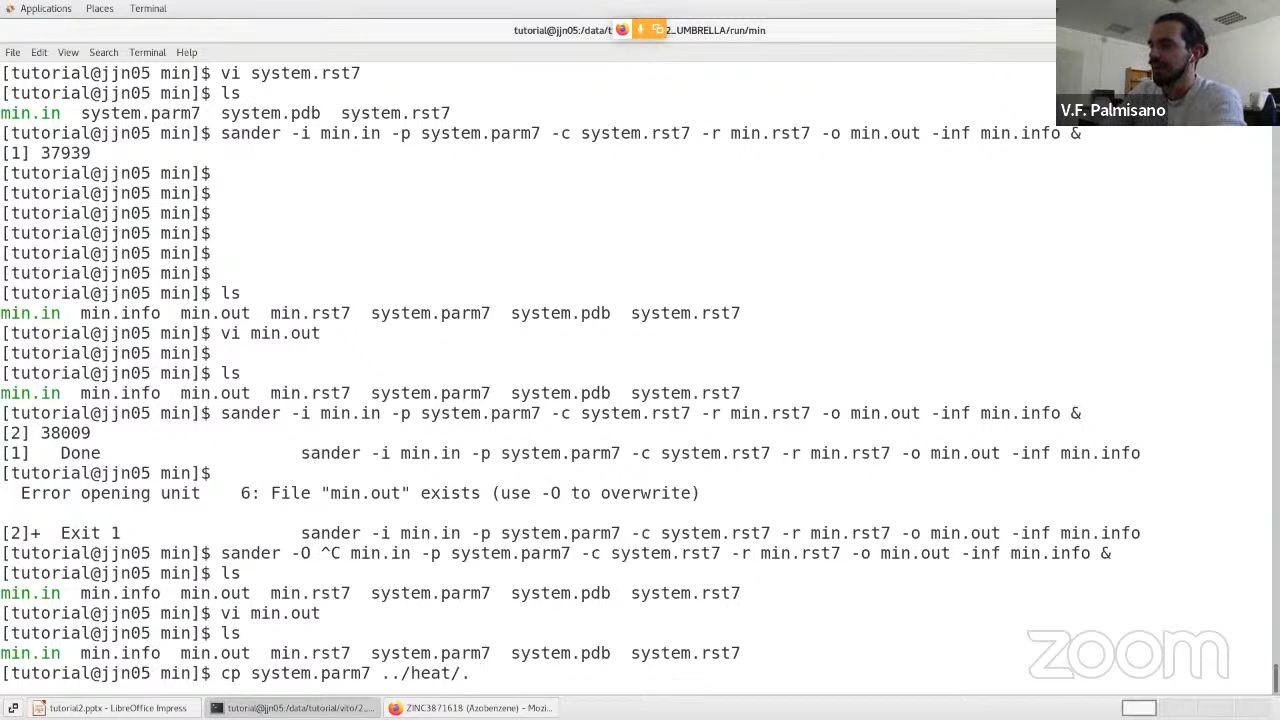 Applications Places Terminal
tutorial@jjn05:/data/t 2_UMBRELLA/run/min
File Edit View Search Terminal Help
V.F. Palmisano
[tutorial@jjn05 min]$ vi system.rst7
[tutorial@jjn05 min]$ ls
min.in system.parm7 system.pdb system.rst7
[tutorial@jjn05 min]$ sander -i min.in -p system.parm7 -c system.rst7 -r min.rst7 -o min.out -inf min.info &
[1] 37939
[tutorial@jjn05 min]$
[tutorial@jjn05 min]$
[tutorial@jjn05 min]$
[tutorial@jjn05 min]$
[tutorial@jjn05 min]$
[tutorial@jjn05 min]$
[tutorial@jjn05 min]$ ls
min.in min.info min.out min.rst7 system.parm7 system.pdb system.rst7
[tutorial@jjn05 min]$ vi min.out
[tutorial@jjn05 min]$
[tutorial@jjn05 min]$ ls
min.in min.info min.out min.rst7 system.parm7 system.pdb system.rst7
[tutorial@jjn05 min]$ sander -i min.in -p system.parm7 -c system.rst7 -r min.rst7 -o min.out -inf min.info &
[2] 38009
[1] Done sander -i min.in -p system.parm7 -c system.rst7 -r min.rst7 -o min.out -inf min.info
[tutorial@jjn05 min]$
Error opening unit 6: File "min.out" exists (use -O to overwrite)
[2]+ Exit 1 sander -i min.in -p system.parm7 -c system.rst7 -r min.rst7 -o min.out -inf min.info
[tutorial@jjn05 min]$ sander -O ^C min.in -p system.parm7 -c system.rst7 -r min.rst7 -o min.out -inf min.info &
[tutorial@jjn05 min]$ ls
min.in min.info min.out min.rst7 system.parm7 system.pdb system.rst7
[tutorial@jjn05 min]$ vi min.out
[tutorial@jjn05 min]$ ls
min.in min.info min.out min.rst7 system.parm7 system.pdb system.rst7
[tutorial@jjn05 min]$ cp system.parm7 ../heat/.
zoom
tutorial2.pptx - LibreOffice Impress tutorial@jjn05:/data/tutorial/vito/2_... ZINC3871618 (Azobenzene) - Mozi...